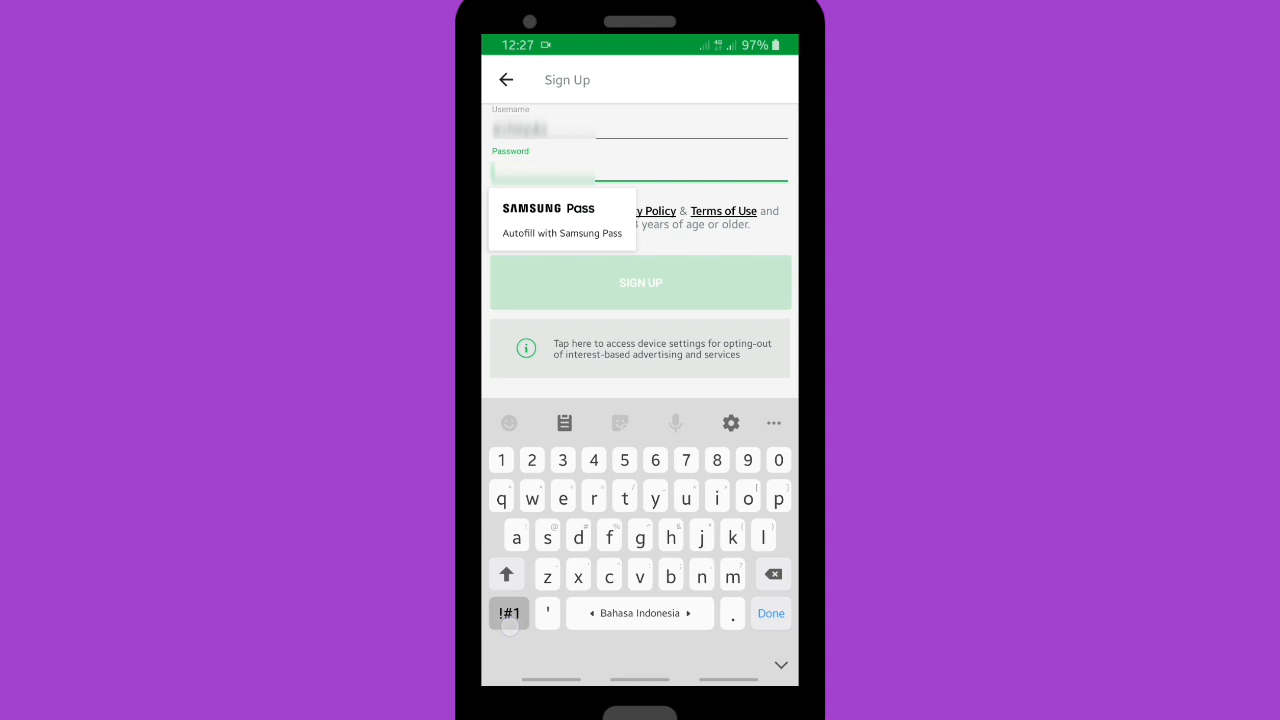 12:27 4G 97%
Sign Up
Username
Password
SAMSUNG Pass
Autofill with Samsung Pass
y Policy & Terms of Use and
years of age or older.
SIGN UP
Tap here to access device settings for opting-out
of interest-based advertising and services
1 2 3 4 5 6 7 8 9 0
q w e r t y u i o p
a s d f g h j k l
z x c v b n m
!#1 ' Bahasa Indonesia . Done